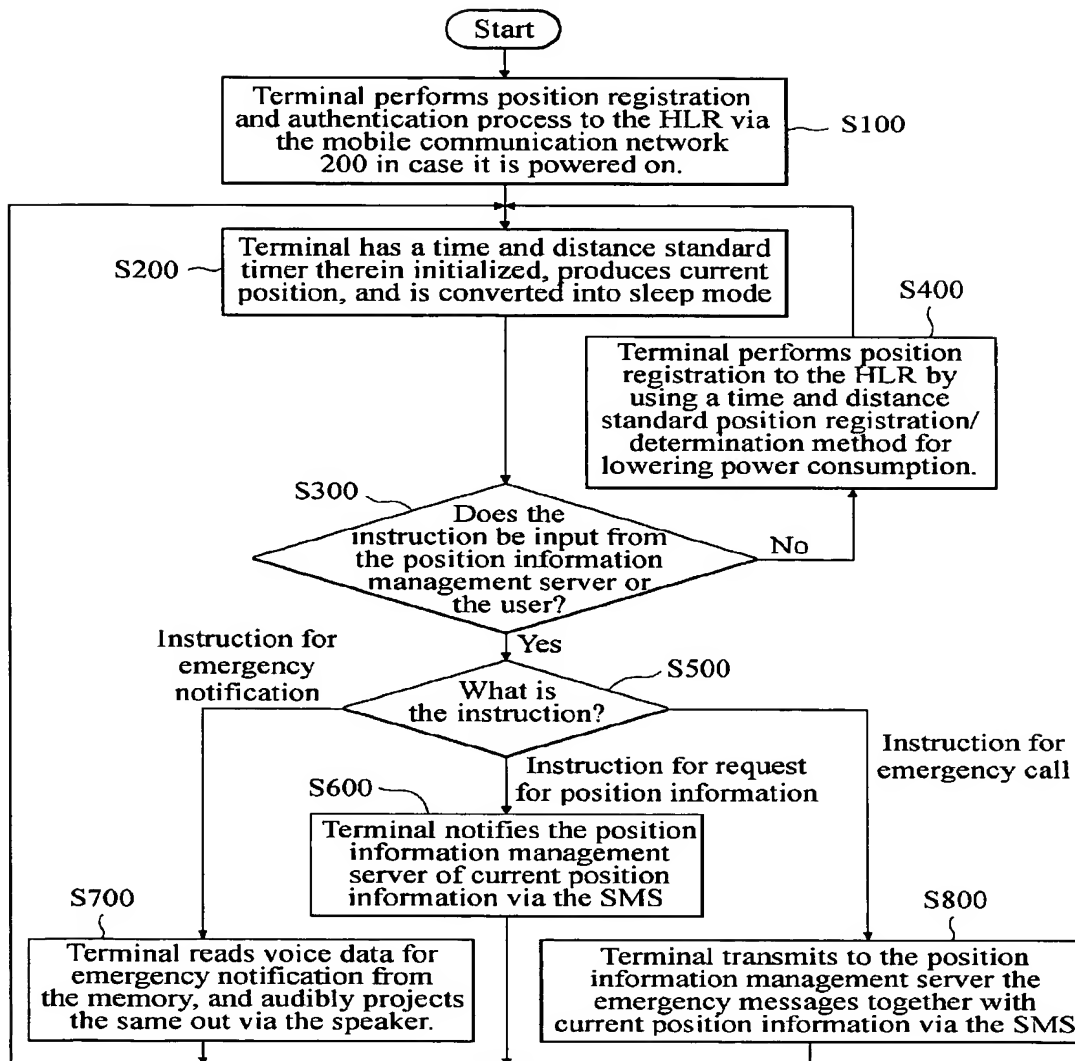 Start
Terminal performs position registration
and authentication process to the HLR via
the mobile communication network
200 in case it is powered on.
S100
Terminal has a time and distance standard
timer therein initialized, produces current
position, and is converted into sleep mode
S200
S400
Terminal performs position
registration to the HLR by
using a time and distance
standard position registration/
determination method for
lowering power consumption.
S300
Does the
instruction be input from
the position information
management server or
the user?
No
Yes
Instruction for
emergency
notification
S500
What is
the instruction?
Instruction for
emergency call
Instruction for request
for position information
S600
Terminal notifies the position
information management
server of current position
information via the SMS
S700
Terminal reads voice data for
emergency notification from
the memory, and audibly projects
the same out via the speaker.
S800
Terminal transmits to the position
information management server the
emergency messages together with
current position information via the SMS